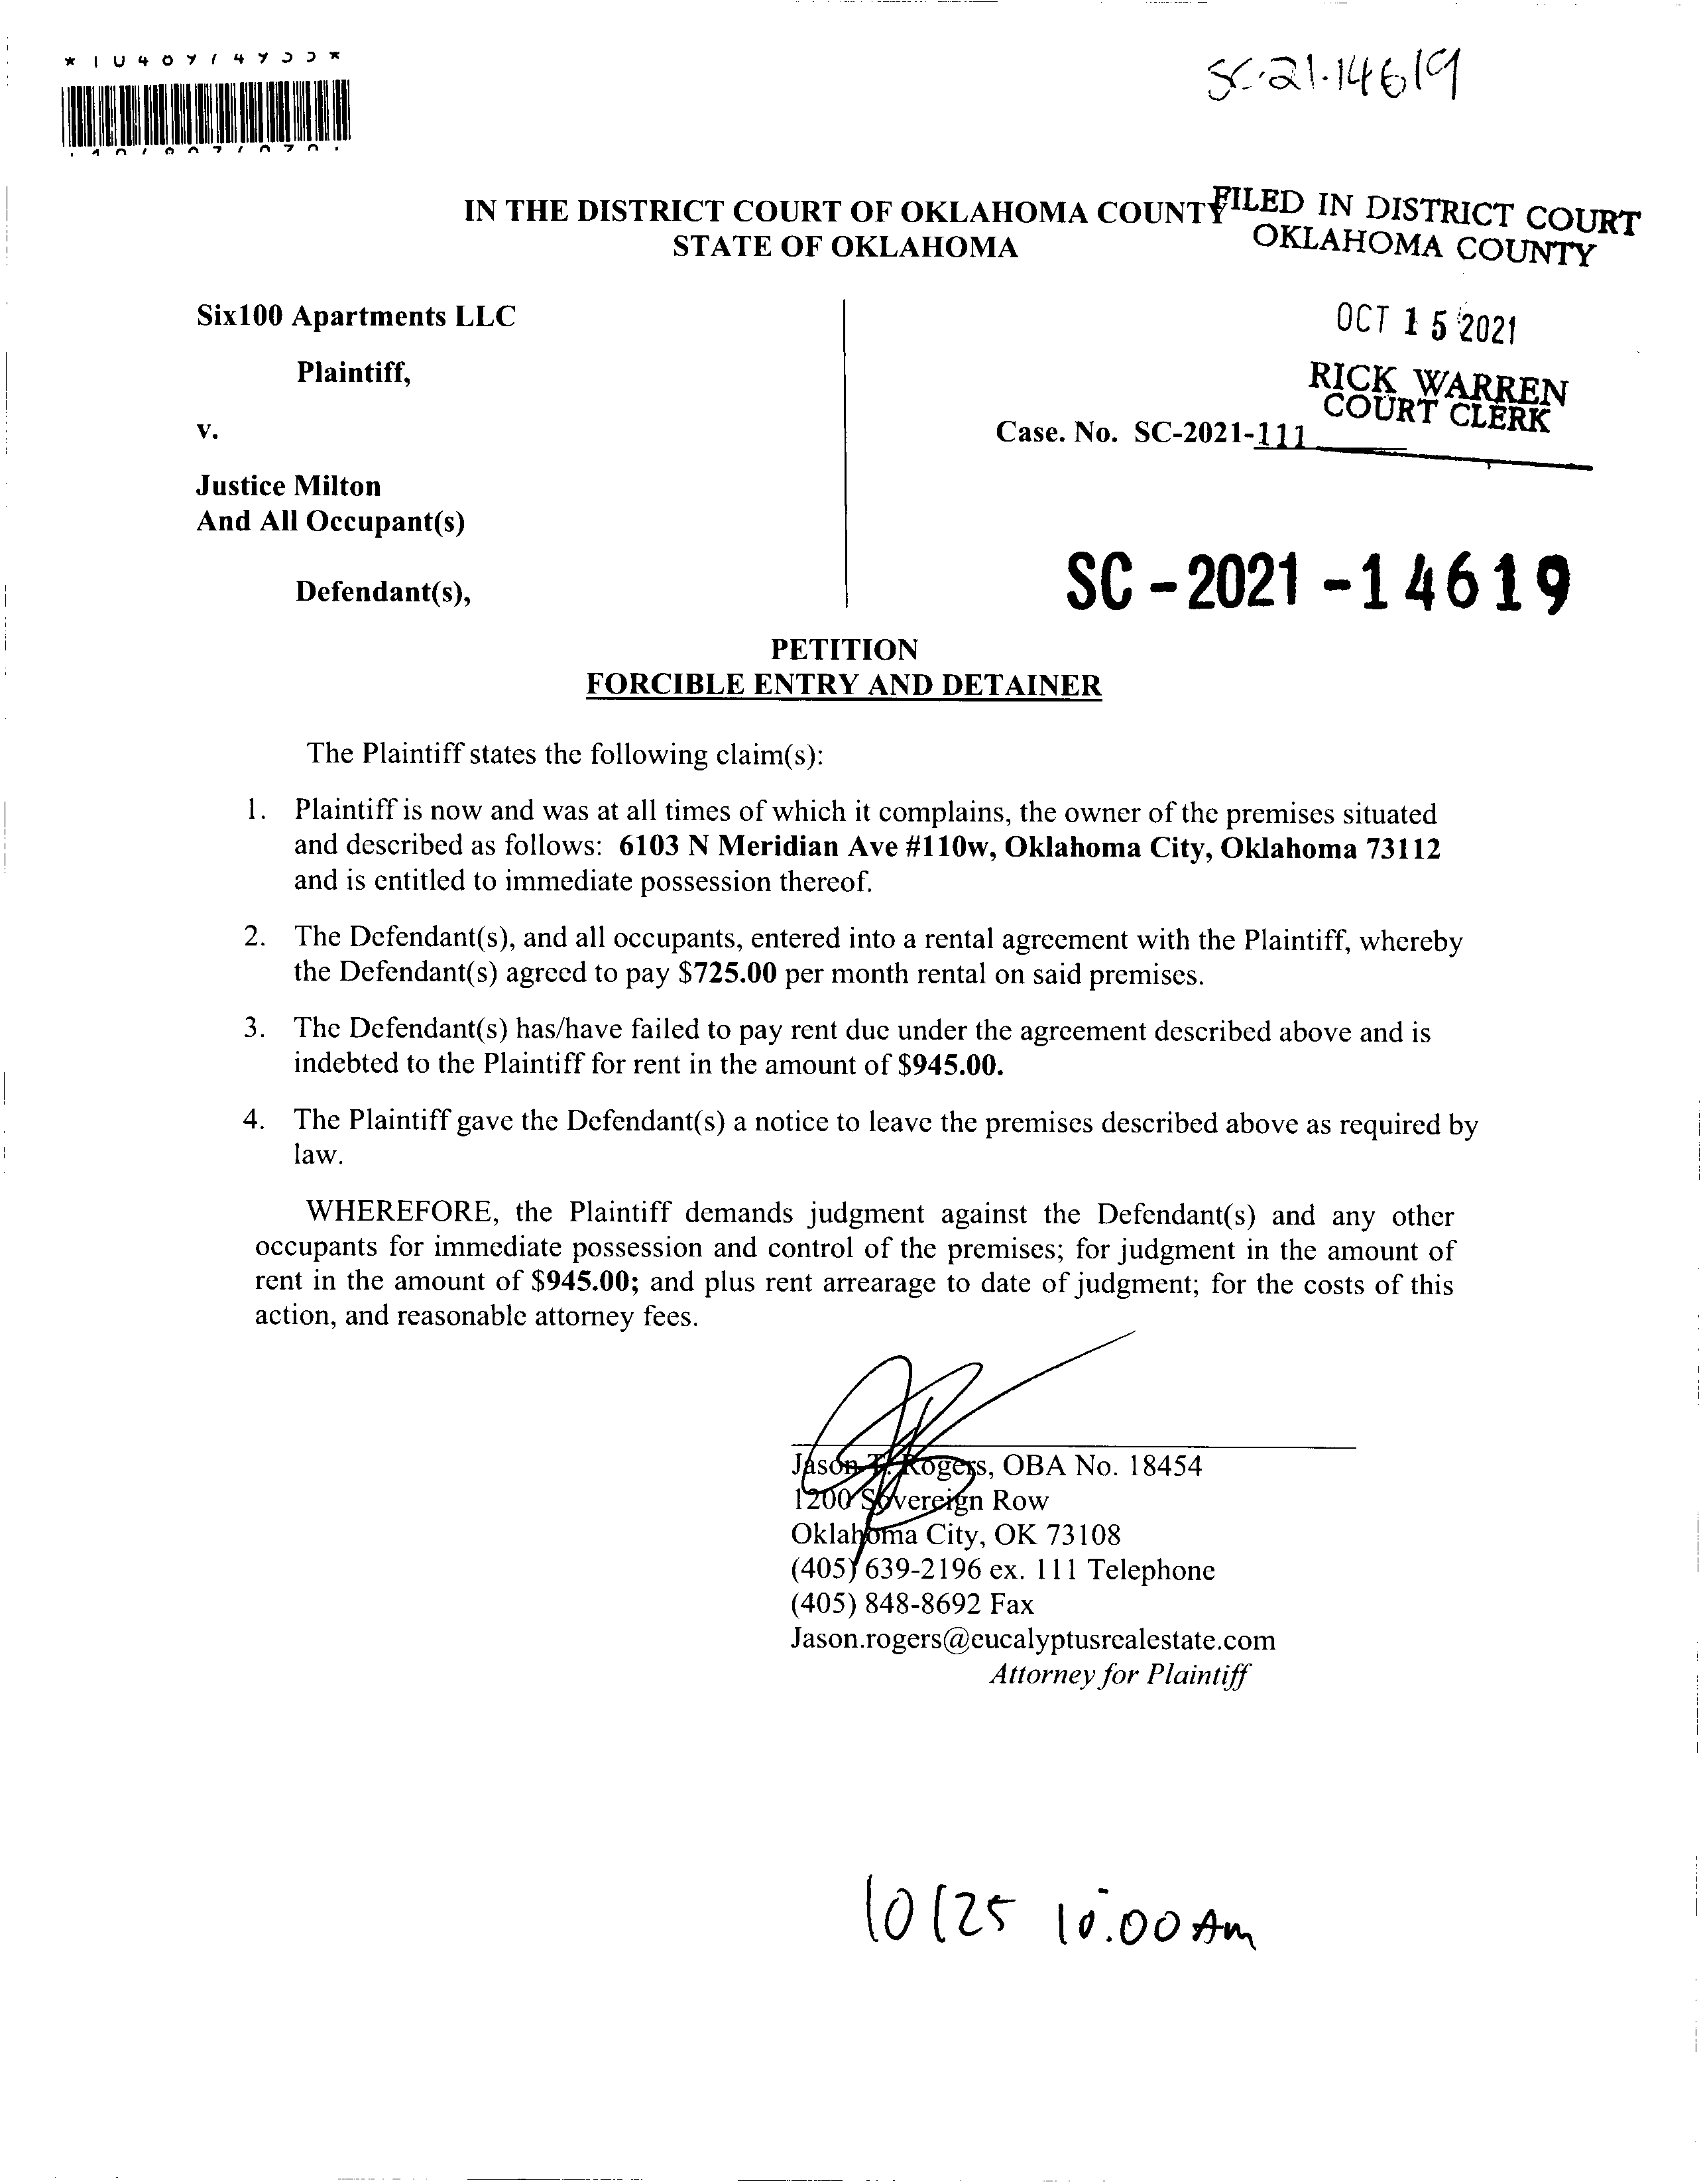 SC-21-14619
IN THE DISTRICT COURT OF OKLAHOMA COUNTY
STATE OF OKLAHOMA
FILED IN DISTRICT COURT
OKLAHOMA COUNTY
OCT 15 2021
RICK WARREN
COURT CLERK
Six100 Apartments LLC
Plaintiff,
v.
Case. No. SC-2021-111
Justice Milton
And All Occupant(s)
Defendant(s),
SC-2021-14619
PETITION
FORCIBLE ENTRY AND DETAINER
The Plaintiff states the following claim(s):
1. Plaintiff is now and was at all times of which it complains, the owner of the premises situated
and described as follows: 6103 N Meridian Ave #110w, Oklahoma City, Oklahoma 73112
and is entitled to immediate possession thereof.
2. The Defendant(s), and all occupants, entered into a rental agreement with the Plaintiff, whereby
the Defendant(s) agreed to pay $725.00 per month rental on said premises.
3. The Defendant(s) has/have failed to pay rent due under the agreement described above and is
indebted to the Plaintiff for rent in the amount of $945.00.
4. The Plaintiff gave the Defendant(s) a notice to leave the premises described above as required by
law.
WHEREFORE, the Plaintiff demands judgment against the Defendant(s) and any other
occupants for immediate possession and control of the premises; for judgment in the amount of
rent in the amount of $945.00; and plus rent arrearage to date of judgment; for the costs of this
action, and reasonable attorney fees.
Jason T. Rogers, OBA No. 18454
1200 Sovereign Row
Oklahoma City, OK 73108
(405) 639-2196 ex. 111 Telephone
(405) 848-8692 Fax
Jason.rogers@eucalyptusrealestate.com
Attorney for Plaintiff
10/25 10:00 Am